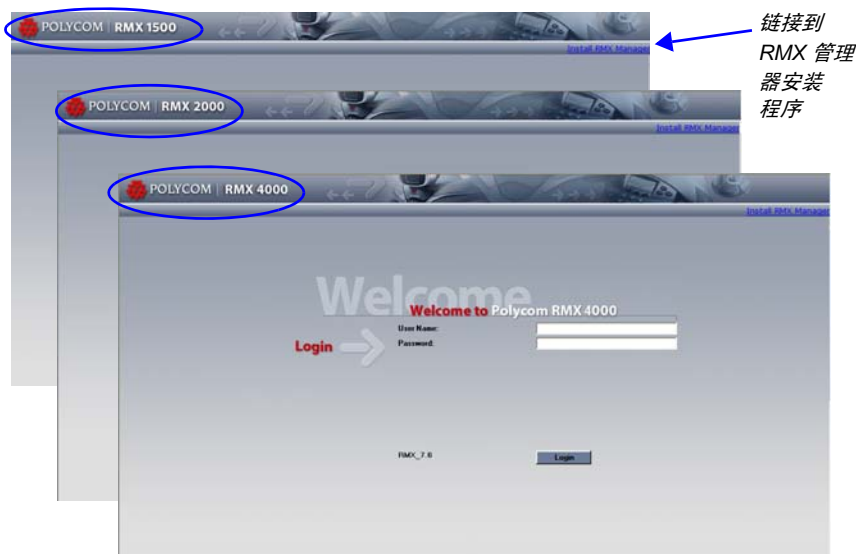 POLYCOM | RMX 1500
Install RMX Manager
链接到
RMX 管理
器安装
程序
POLYCOM | RMX 2000
Install RMX Manager
POLYCOM | RMX 4000
Install RMX Manager
Welcome
Welcome to Polycom RMX 4000
User Name:
Login
Password:
RMX_7.6
Login